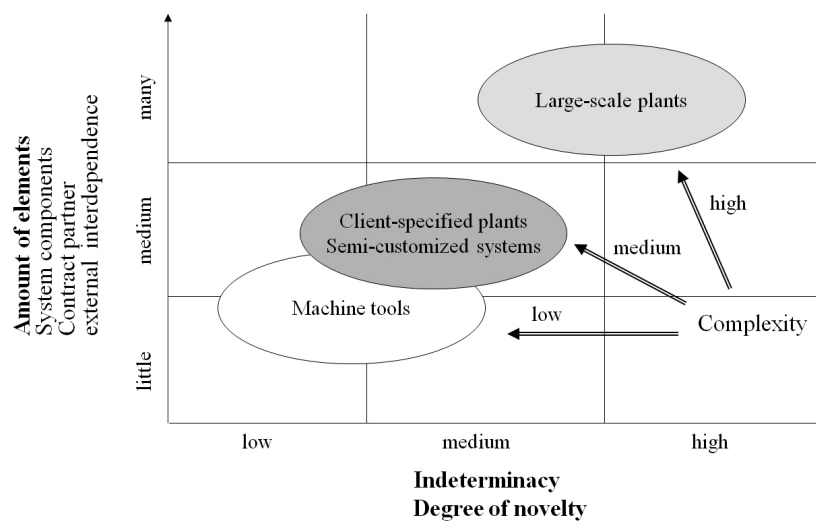 Amount of elements
System components
Contract partner
external interdependence
many
medium
little
Large-scale plants
Client-specified plants
Semi-customized systems
Machine tools
high
medium
low
Complexity
low
medium
high
Indeterminacy
Degree of novelty